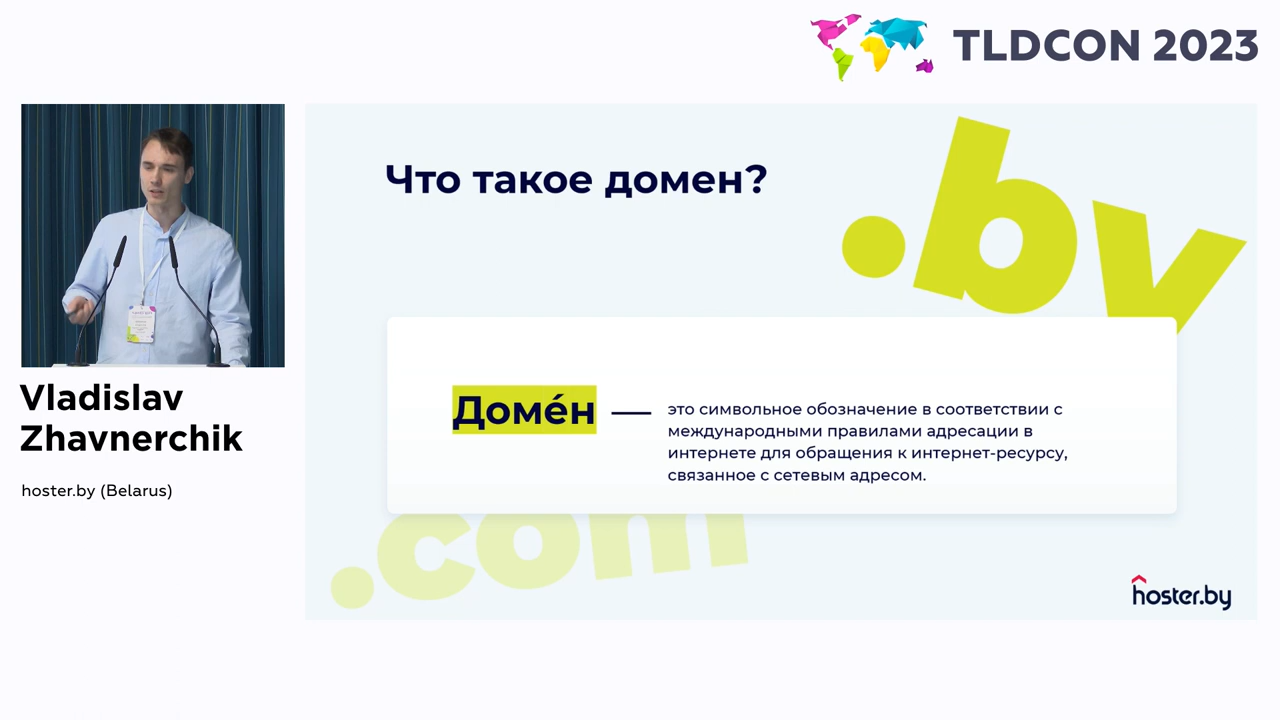 TLDCON 2023
Что такое домен?
.by
Доме́н — это символьное обозначение в соответствии с
международными правилами адресации в
интернете для обращения к интернет-ресурсу,
связанное с сетевым адресом.
.com
hoster.by
Vladislav
Zhavnerchik
hoster.by (Belarus)